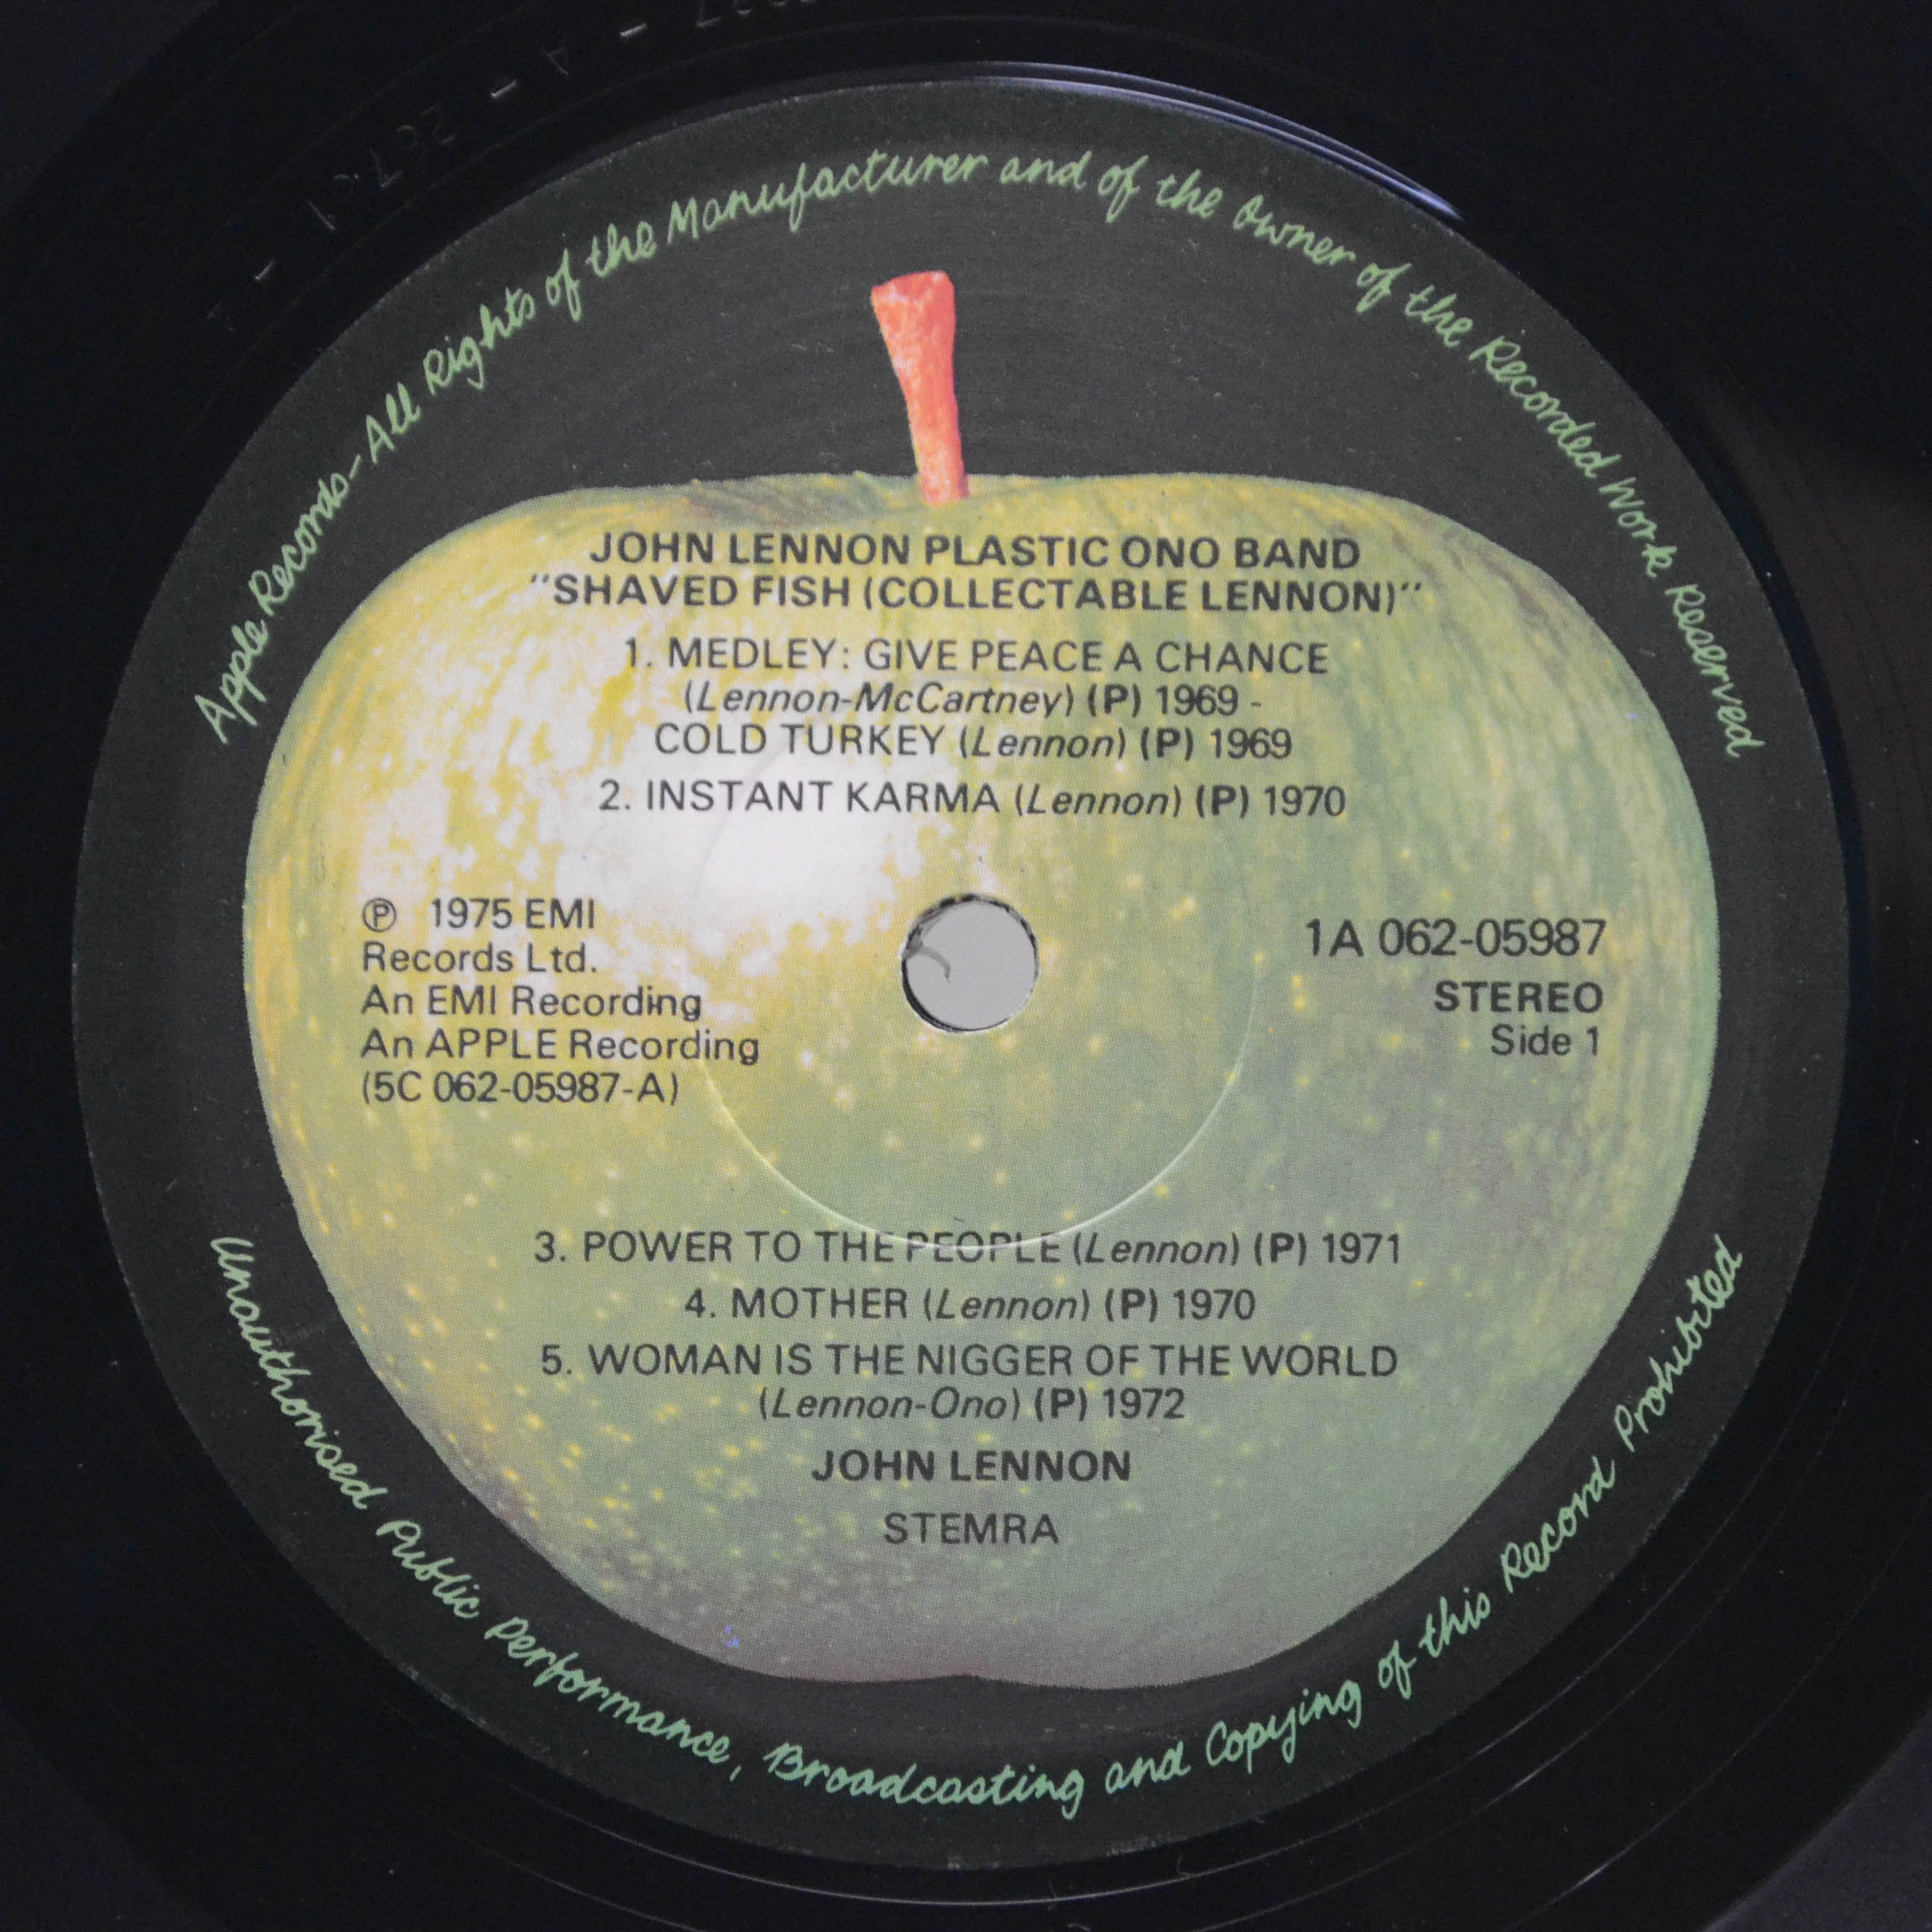 Apple Records - All Rights of the Manufacturer and of the Owner of the Recorded Work Reserved
JOHN LENNON PLASTIC ONO BAND
"SHAVED FISH (COLLECTABLE LENNON)"
1. MEDLEY: GIVE PEACE A CHANCE
(Lennon-McCartney) (P) 1969 -
COLD TURKEY (Lennon) (P) 1969
2. INSTANT KARMA (Lennon) (P) 1970
℗ 1975 EMI
Records Ltd.
An EMI Recording
An APPLE Recording
(5C 062-05987-A)
1A 062-05987
STEREO
Side 1
3. POWER TO THE PEOPLE (Lennon) (P) 1971
4. MOTHER (Lennon) (P) 1970
5. WOMAN IS THE NIGGER OF THE WORLD
(Lennon-Ono) (P) 1972
JOHN LENNON
STEMRA
Unauthorised Public Performance, Broadcasting and Copying of this Record Prohibited